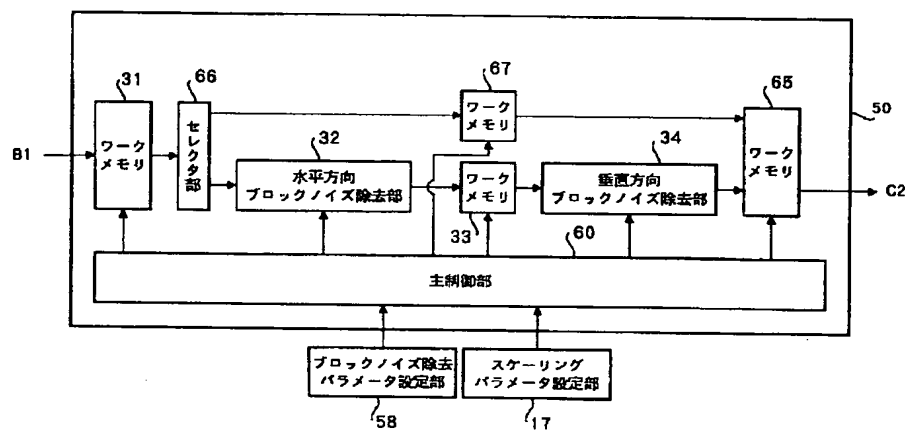 31
66
67
65
50
B1
ワーク
メモリ
セレクタ部
32
水平方向
ブロックノイズ除去部
ワーク
メモリ
ワーク
メモリ
33
34
垂直方向
ブロックノイズ除去部
ワーク
メモリ
C2
60
主制御部
ブロックノイズ除去
パラメータ設定部
58
スケーリング
パラメータ設定部
17